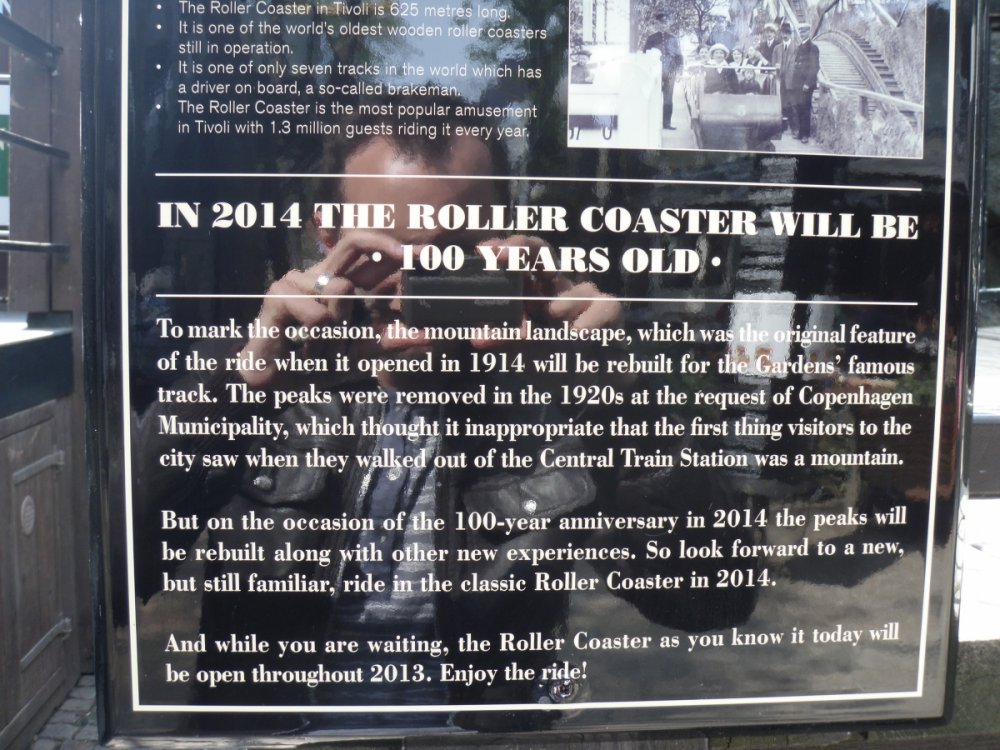 • The Roller Coaster in Tivoli is 625 metres long.
• It is one of the world's oldest wooden roller coasters
still in operation.
• It is one of only seven tracks in the world which has
a driver on board, a so-called brakeman.
• The Roller Coaster is the most popular amusement
in Tivoli with 1.3 million guests riding it every year.
IN 2014 THE ROLLER COASTER WILL BE
• 100 YEARS OLD •
To mark the occasion, the mountain landscape, which was the original feature
of the ride when it opened in 1914 will be rebuilt for the Gardens' famous
track. The peaks were removed in the 1920s at the request of Copenhagen
Municipality, which thought it inappropriate that the first thing visitors to the
city saw when they walked out of the Central Train Station was a mountain.
But on the occasion of the 100-year anniversary in 2014 the peaks will
be rebuilt along with other new experiences. So look forward to a new,
but still familiar, ride in the classic Roller Coaster in 2014.
And while you are waiting, the Roller Coaster as you know it today will
be open throughout 2013. Enjoy the ride!